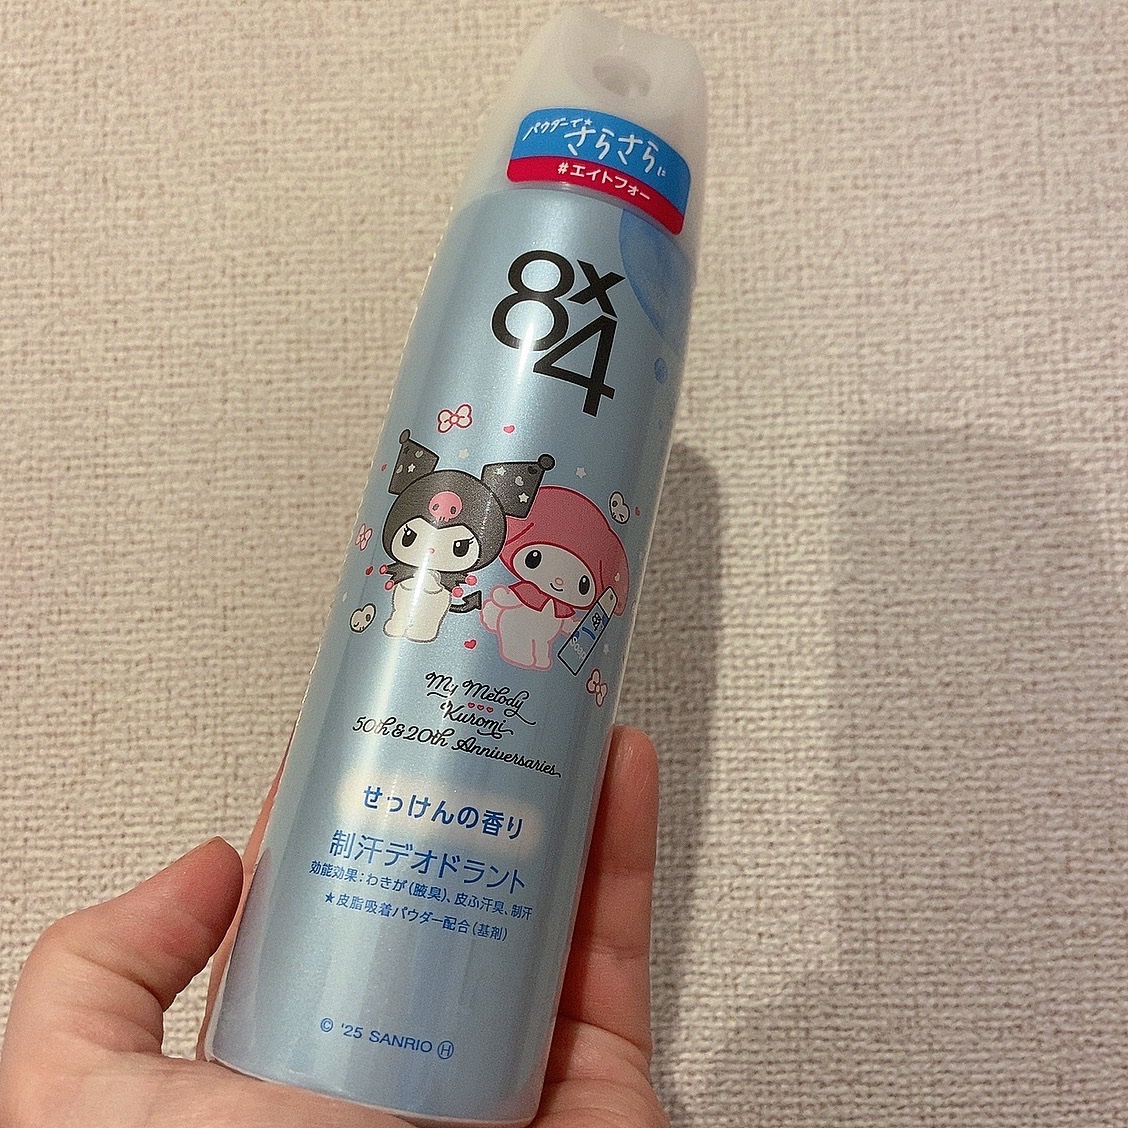 パウダーで★
さらさらに
#エイトフォー
8x4
8x4
Soap
My Melody
Kuromi
50th & 20th Anniversaries
せっけんの香り
制汗デオドラント
効能効果:わきが(腋臭)、皮ふ汗臭、制汗
★皮脂吸着パウダー配合(基剤)
© '25 SANRIO Ⓗ